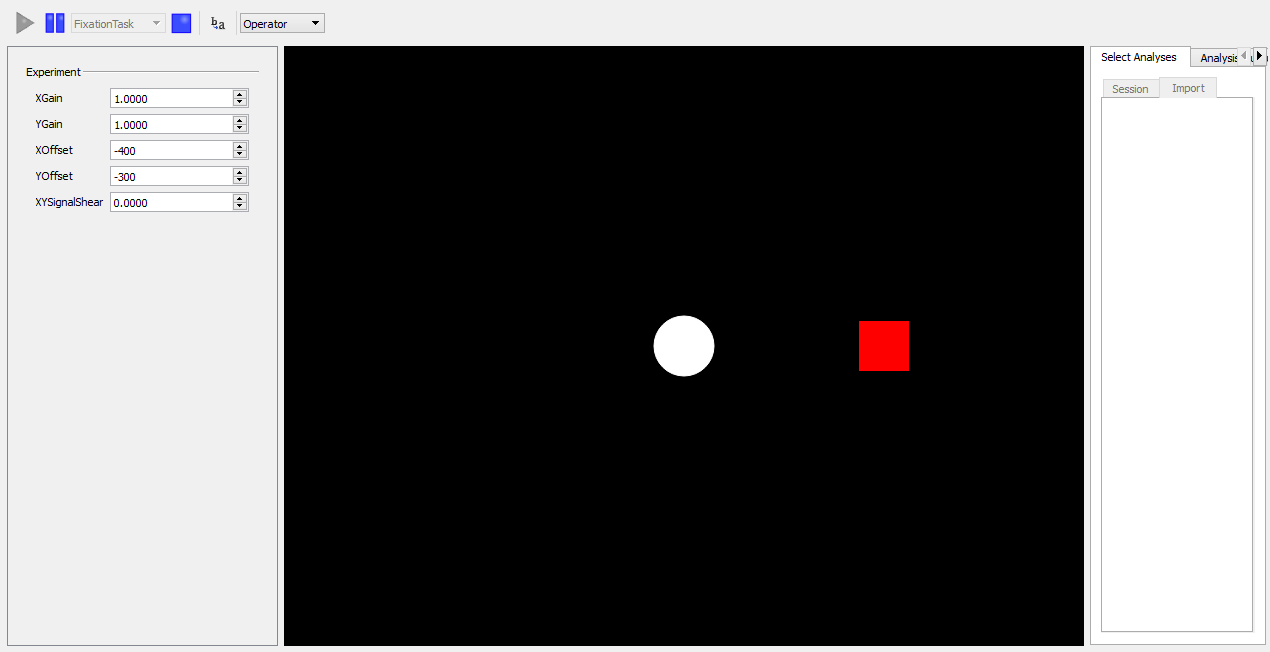 FixationTask
b a
Operator
Experiment
XGain 1.0000
YGain 1.0000
XOffset -400
YOffset -300
XYSignalShear 0.0000
Select Analyses
Analysis
Session
Import